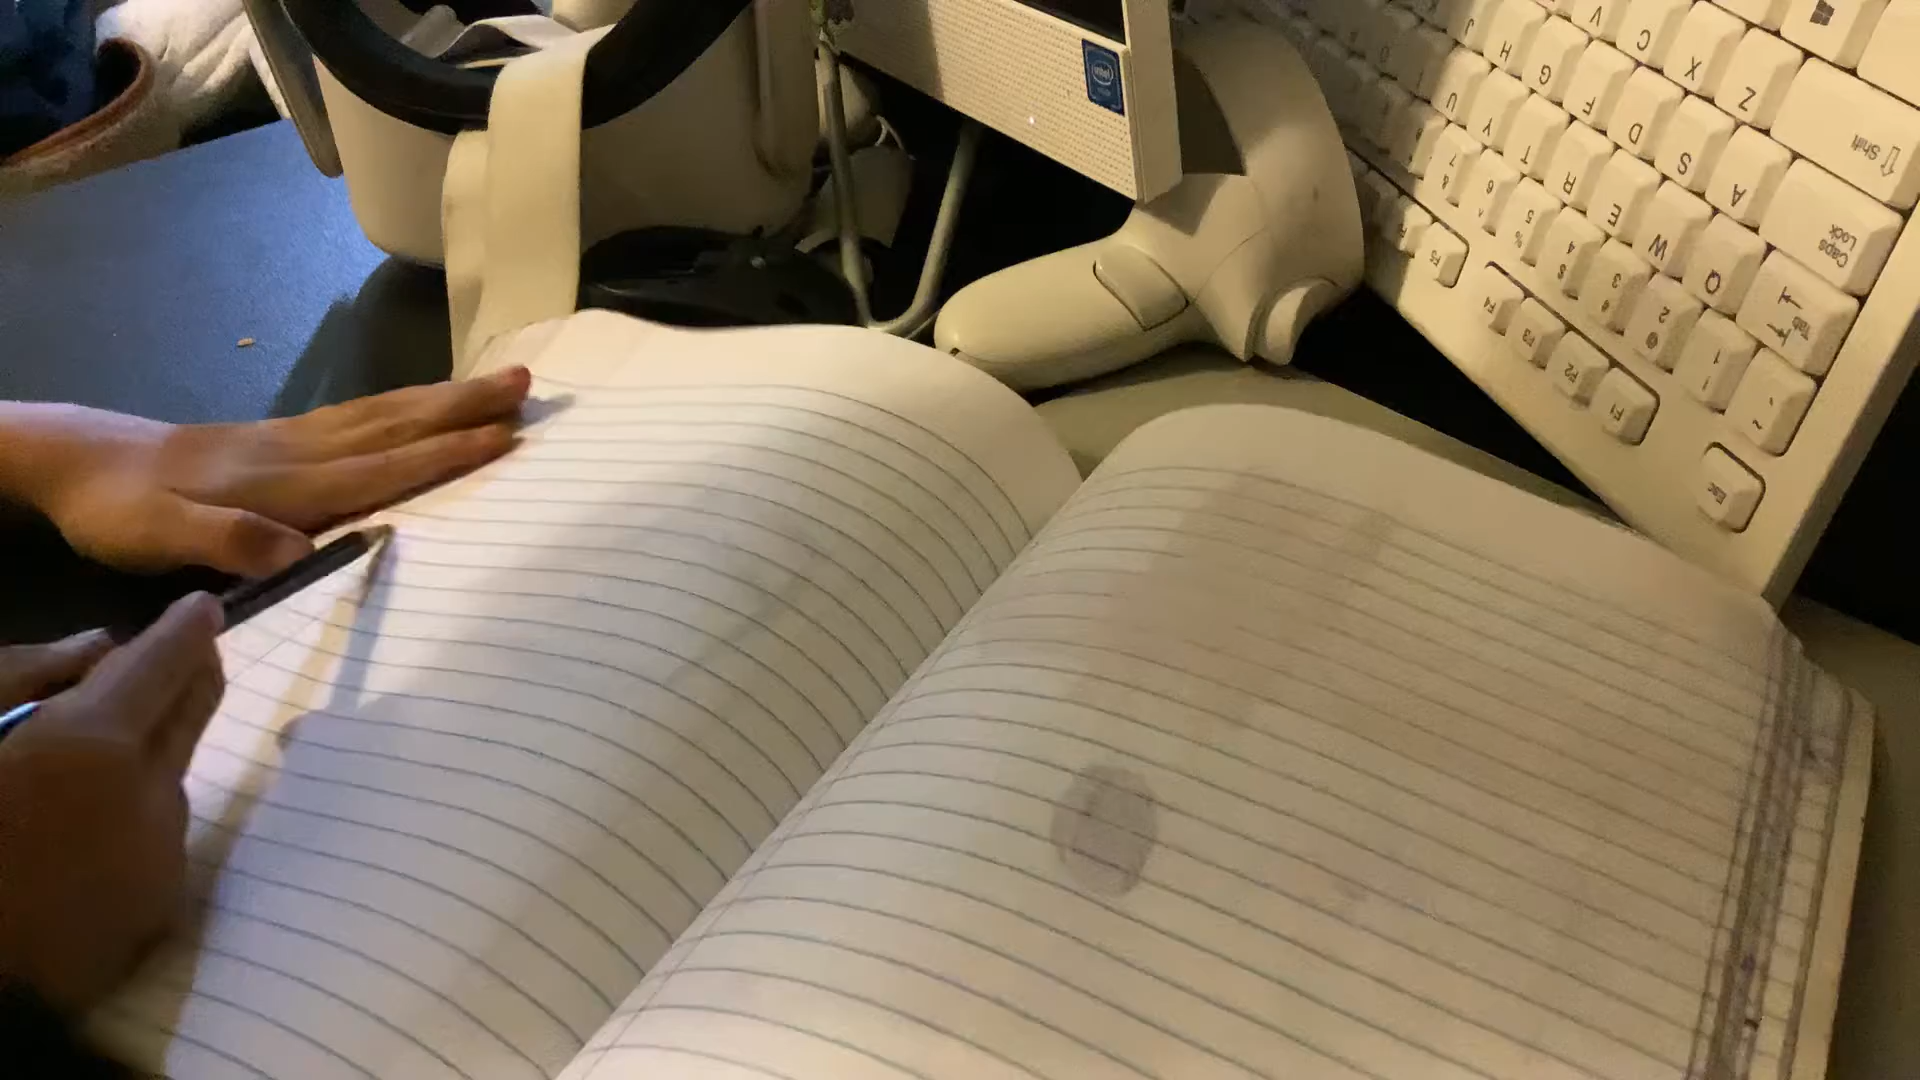 intel
J H G F D S A
V C X Z
Shift
U Y T R E W Q
Caps Lock
& 7 ^ 6 % 5 $ 4 # 3 @ 2 ! 1 ~ `
Tab
F5 F4 F3 F2 F1
Esc